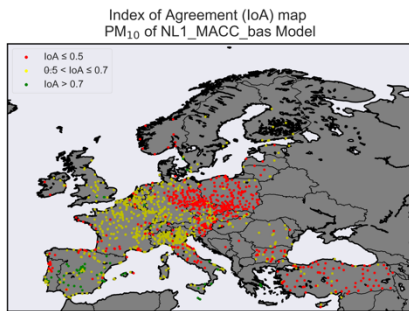 Index of Agreement (IoA) map
PM₁₀ of NL1_MACC_bas Model
IoA ≤ 0.5
0.5 < IoA ≤ 0.7
IoA > 0.7